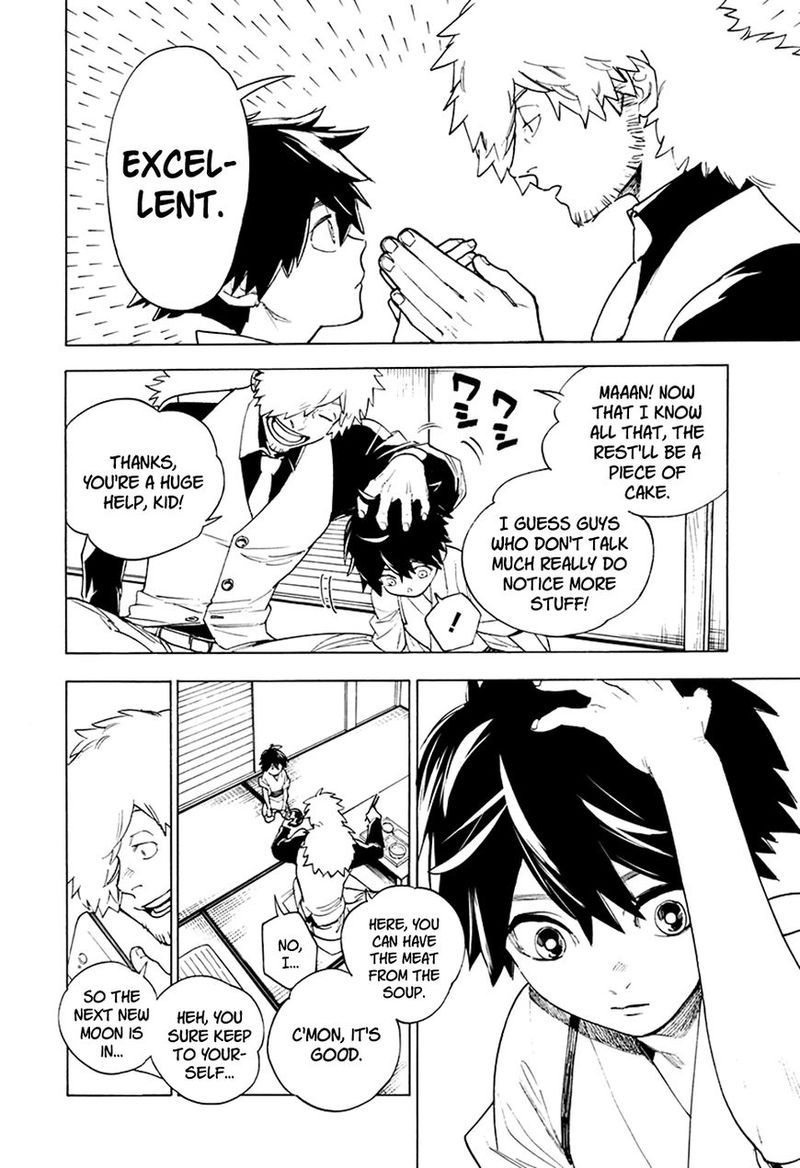 EXCEL-
LENT.
MAAAN! NOW
THAT I KNOW
ALL THAT, THE
REST'LL BE A
PIECE OF
CAKE.
I GUESS GUYS
WHO DON'T TALK
MUCH REALLY DO
NOTICE MORE
STUFF!
ワシ
ワシ
!
THANKS,
YOU'RE A HUGE
HELP, KID!
HERE, YOU
CAN HAVE
THE MEAT
FROM THE
SOUP.
C'MON, IT'S
GOOD.
NO,
I...
HEH, YOU
SURE KEEP
TO YOUR-
SELF...
SO THE
NEXT NEW
MOON IS
IN...